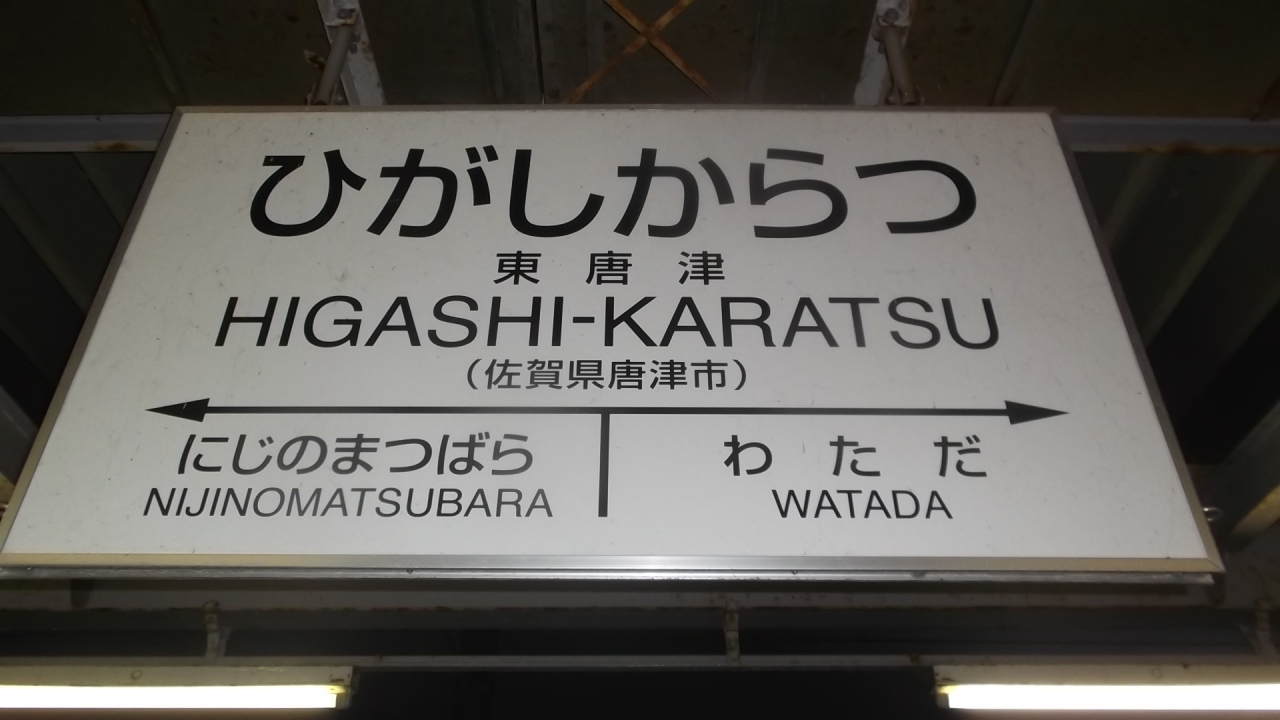 ひがしからつ
東唐津
HIGASHI-KARATSU
（佐賀県唐津市）
にじのまつばら
NIJINOMATSUBARA
わただ
WATADA